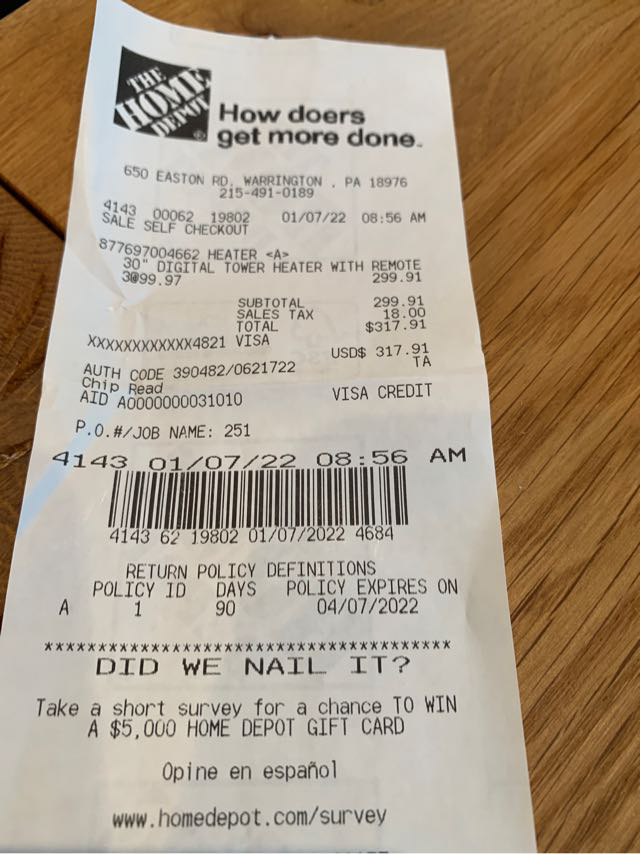 THE
HOME
DEPOT
How doers
get more done.
650 EASTON RD. WARRINGTON , PA 18976
215-491-0189
4143 00062 19802 01/07/22 08:56 AM
SALE SELF CHECKOUT
877697004662 HEATER <A>
30" DIGITAL TOWER HEATER WITH REMOTE
3@99.97 299.91
SUBTOTAL 299.91
SALES TAX 18.00
TOTAL $317.91
XXXXXXXXXXXX4821 VISA
USD$ 317.91
AUTH CODE 390482/0621722 TA
Chip Read
AID A0000000031010 VISA CREDIT
P.O.#/JOB NAME: 251
4143 01/07/22 08:56 AM
4143 62 19802 01/07/2022 4684
RETURN POLICY DEFINITIONS
POLICY ID DAYS POLICY EXPIRES ON
A 1 90 04/07/2022
***************************************
DID WE NAIL IT?
Take a short survey for a chance TO WIN
A $5,000 HOME DEPOT GIFT CARD
Opine en español
www.homedepot.com/survey